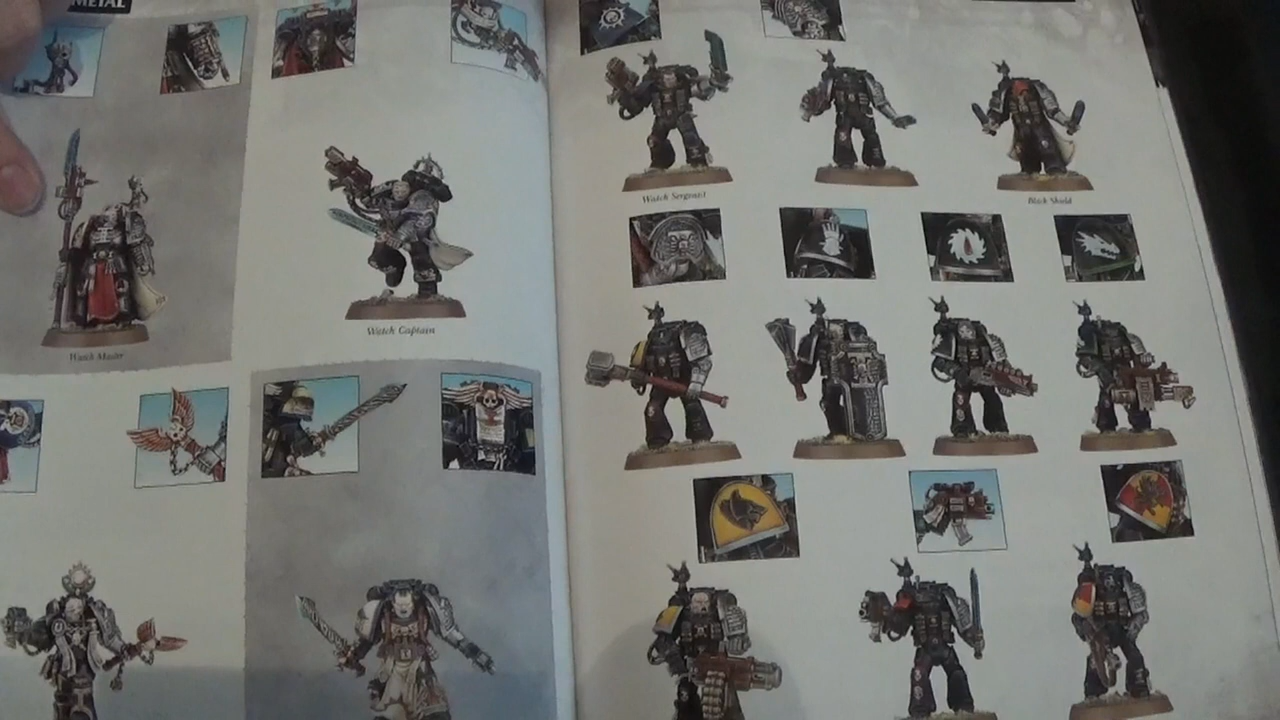 METAL
Watch Master
Watch Captain
Watch Sergeant
Black Shield